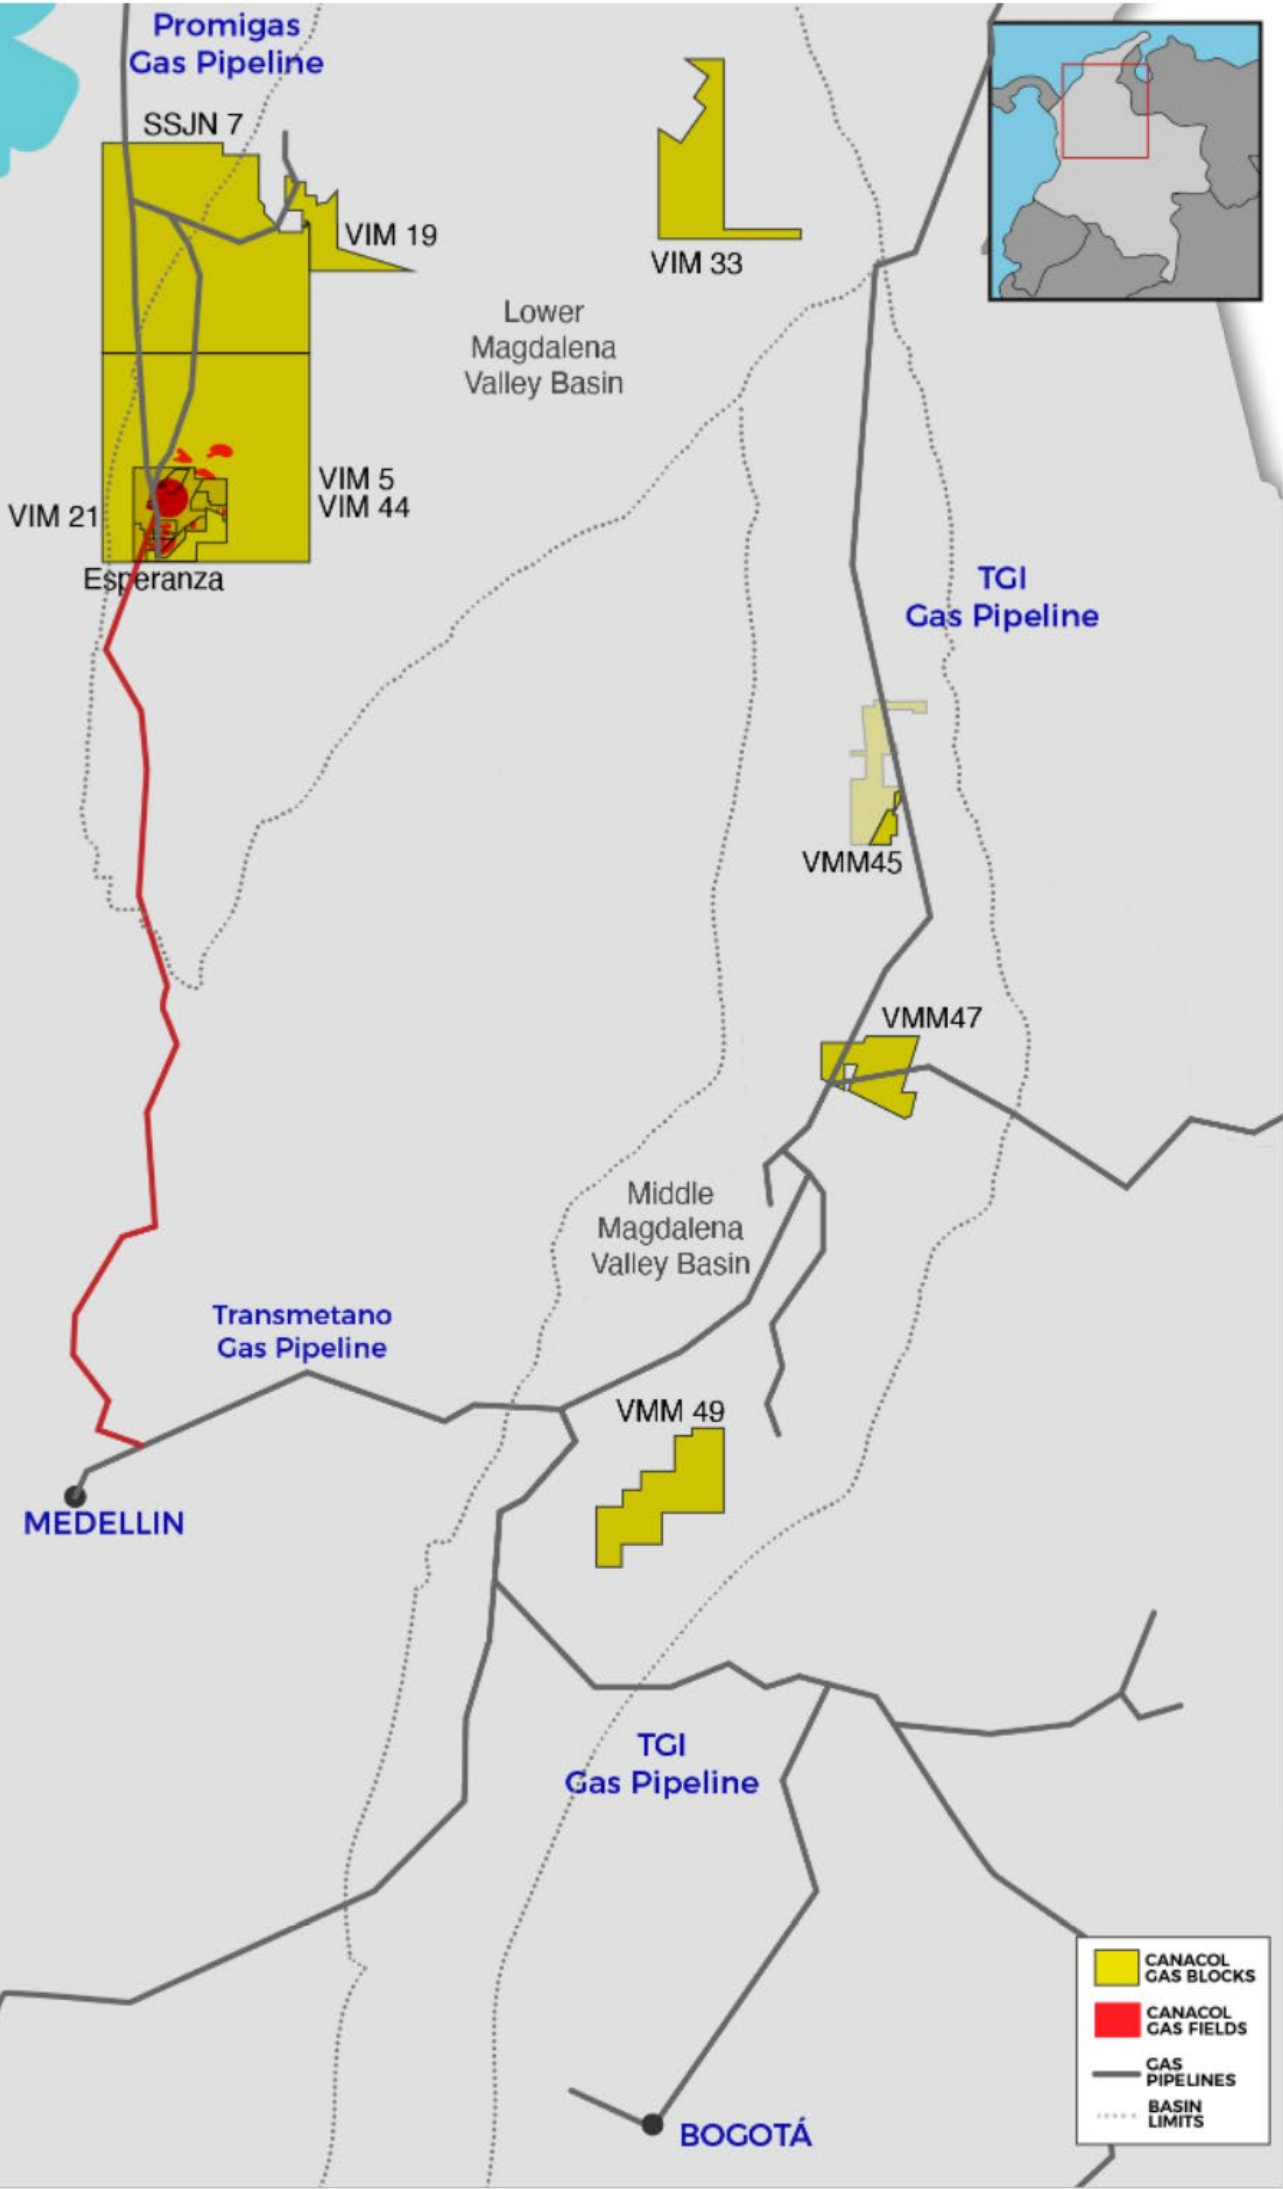 Promigas
Gas Pipeline
SSJN 7
VIM 19
VIM 33
Lower
Magdalena
Valley Basin
VIM 5
VIM 44
VIM 21
Esperanza
TGI
Gas Pipeline
VMM45
VMM47
Middle
Magdalena
Valley Basin
Transmetano
Gas Pipeline
VMM 49
MEDELLIN
TGI
Gas Pipeline
BOGOTÁ
CANACOL
GAS BLOCKS
CANACOL
GAS FIELDS
GAS
PIPELINES
BASIN
LIMITS